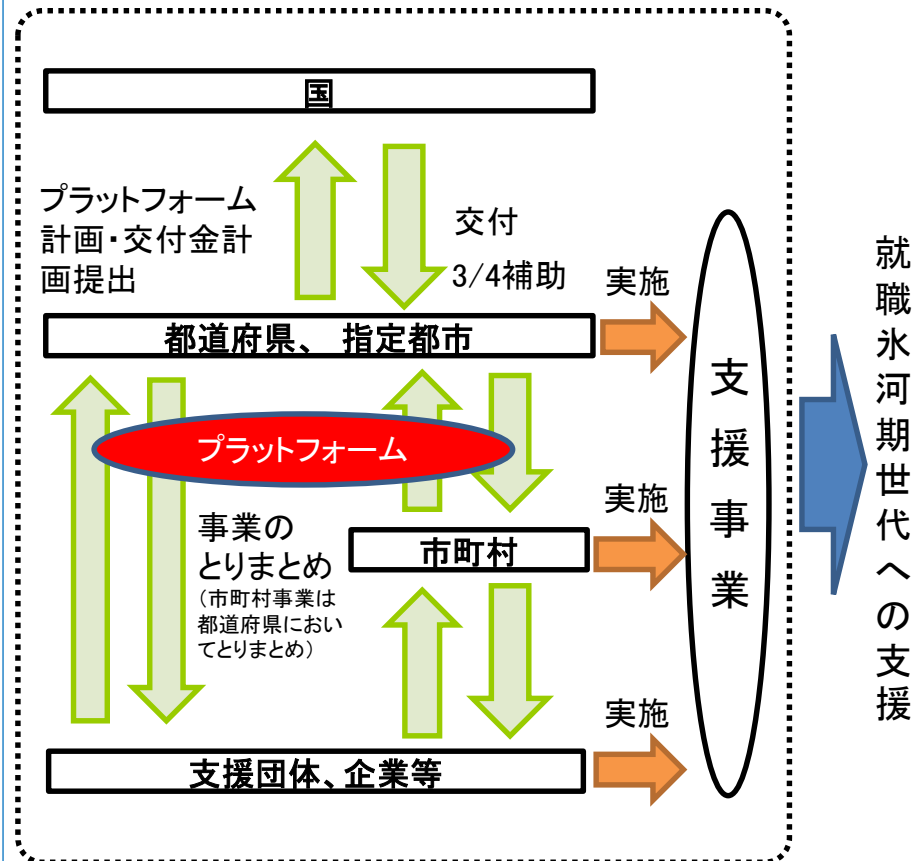 国
プラットフォーム
計画・交付金計
画提出
交付
3/4補助
実施
都道府県、 指定都市
プラットフォーム
事業の
とりまとめ
（市町村事業は
都道府県におい
てとりまとめ）
実施
市町村
実施
支援団体、企業等
支援事業
就職氷河期世代への支援